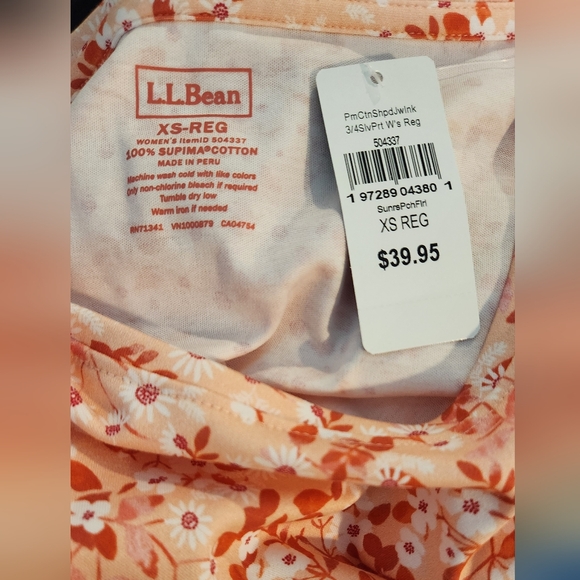 L.L.Bean
XS-REG
WOMEN'S ItemID 504337
100% SUPIMA®COTTON
MADE IN PERU
Machine wash cold with like colors
Only non-chlorine bleach if required
Tumble dry low
Warm iron if needed
RN71341 VN1000879 CA04754
PmCtnShpdJwlnk
3/4SlvPrt W's Reg
504337
1 97289 04380 1
SunrsPchFlrl
XS REG
$39.95